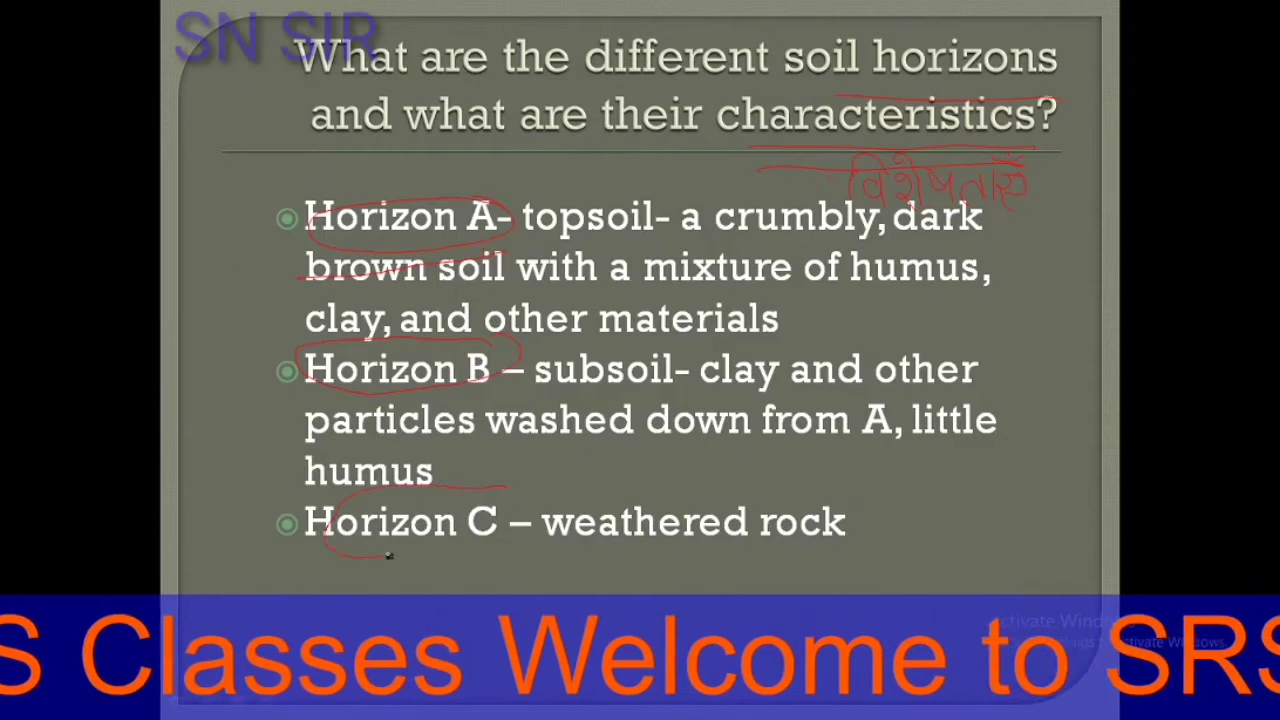 SN SIR
What are the different soil horizons
and what are their characteristics?
विशेषताएँ
Horizon A- topsoil- a crumbly, dark
brown soil with a mixture of humus,
clay, and other materials
Horizon B – subsoil- clay and other
particles washed down from A, little
humus
Horizon C – weathered rock
S Classes Welcome to SRS